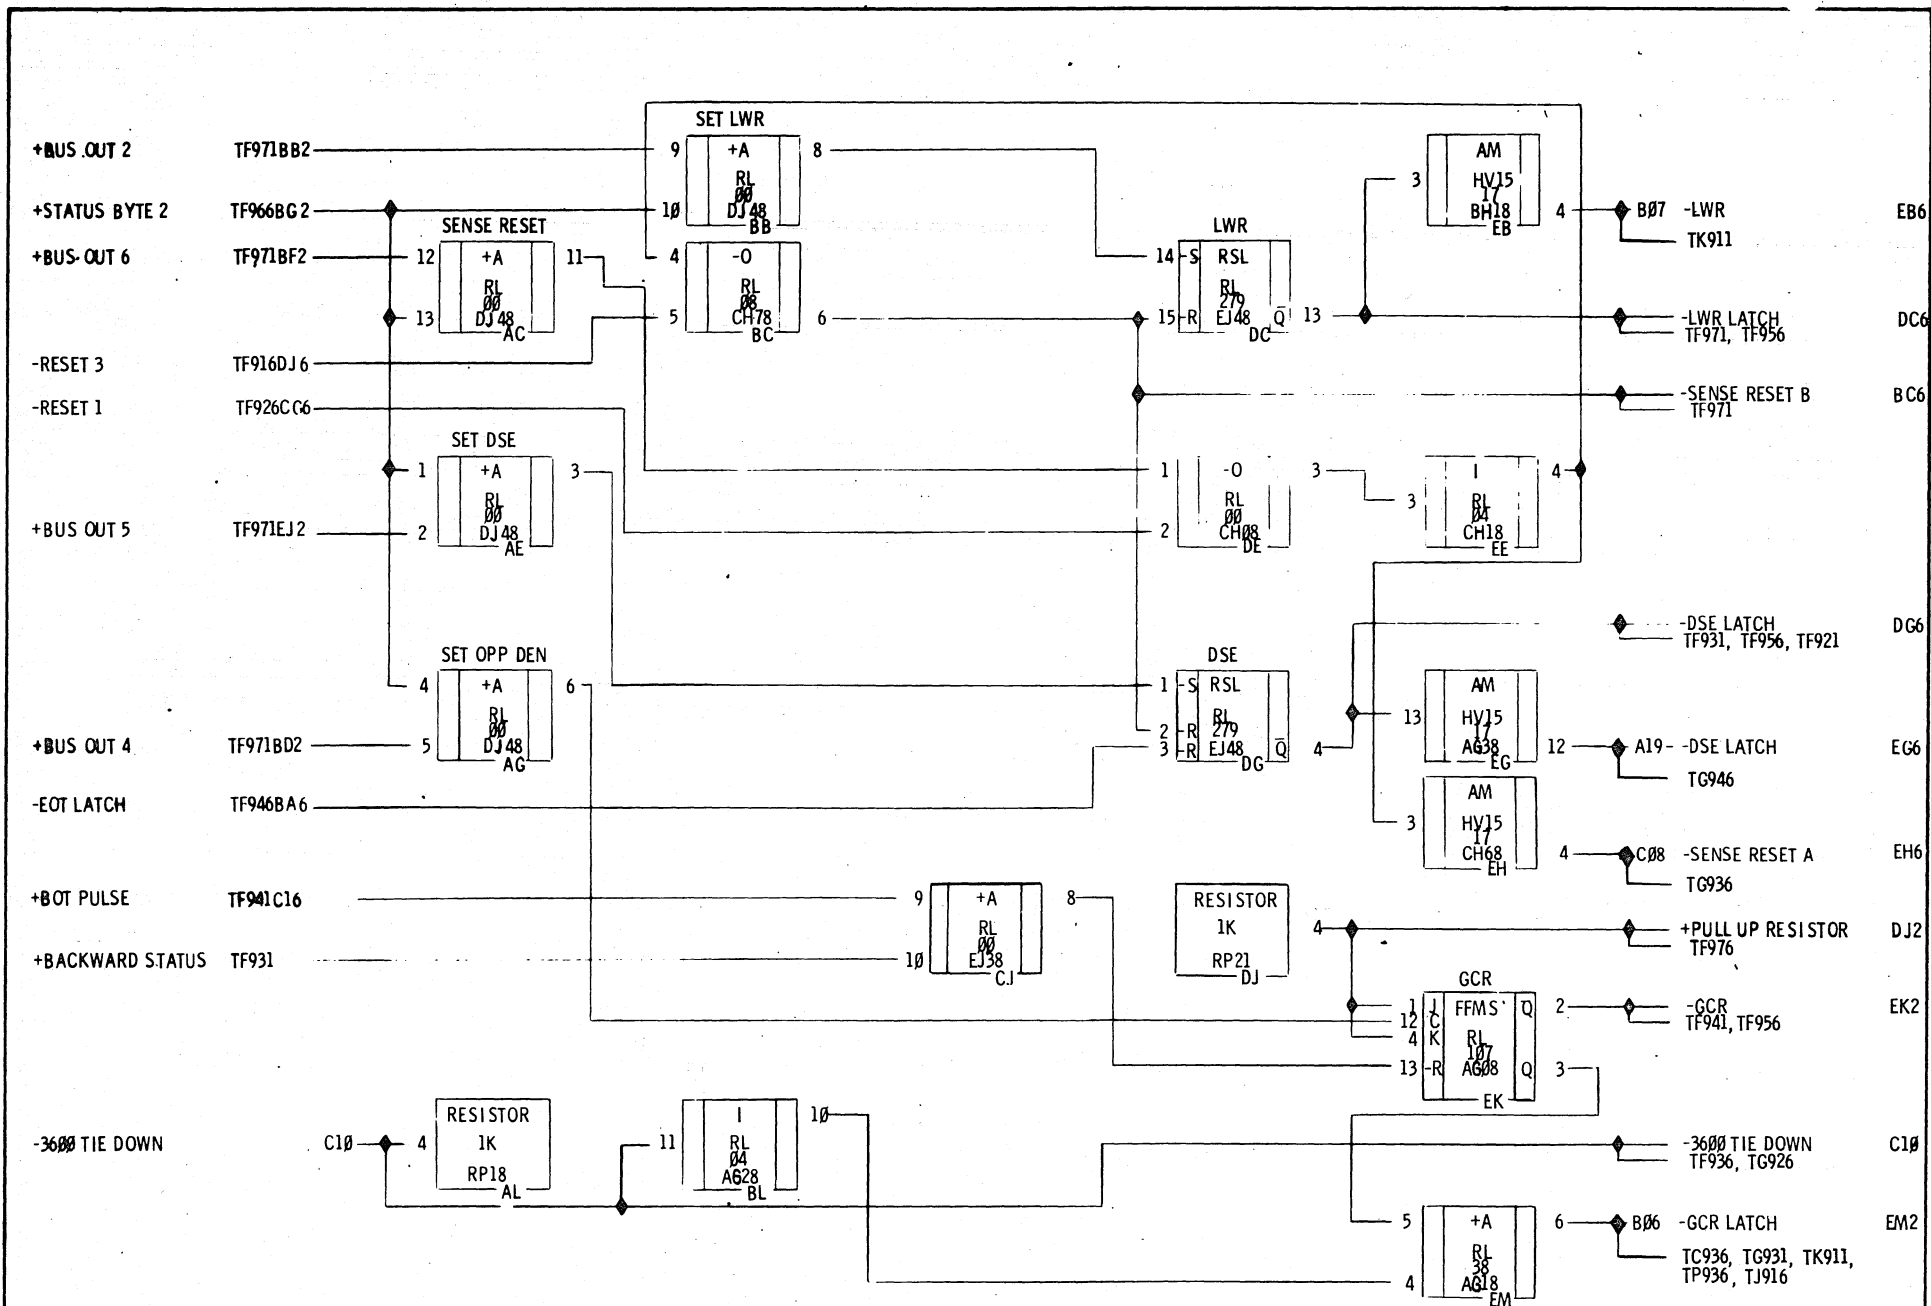 SET LWR
+BUS OUT 2 TF971BB2 9 +A 8 AM
RL 3 HV15
00 17
+STATUS BYTE 2 TF966BG2 10 DJ48 BH18 4 B07 -LWR EB6
BB EB
SENSE RESET LWR TK911
+BUS OUT 6 TF971BF2 12 +A 11 4 -O 14 -S RSL
RL RL RL
00 08 279
13 DJ48 5 CH78 6 15 -R EJ48 Q̅ 13 -LWR LATCH DC6
AC BC DC TF971, TF956
-RESET 3 TF916DJ6
-SENSE RESET B BC6
-RESET 1 TF926CG6 TF971
SET DSE
1 +A 3 1 -O 3 I 4
RL RL 3 RL
00 00 04
+BUS OUT 5 TF971EJ2 2 DJ48 2 CH08 CH18
AE DE EE
-DSE LATCH DG6
TF931, TF956, TF921
SET OPP DEN DSE
4 +A 6 1 -S RSL AM
RL RL 13 HV15
00 2 -R 279 17
+BUS OUT 4 TF971BD2 5 DJ48 3 -R EJ48 Q̅ 4 AG38 12 A19 -DSE LATCH EG6
AG DG EG
TG946
AM
-EOT LATCH TF946BA6 3 HV15
17
CH68 4 C08 -SENSE RESET A EH6
EH
TG936
+BOT PULSE TF941C16 9 +A 8 RESISTOR
RL 1K 4 +PULL UP RESISTOR DJ2
00 TF976
+BACKWARD STATUS TF931 10 EJ38 RP21
CJ DJ
GCR
1 J FFMS Q̅ 2 -GCR EK2
12 C TF941, TF956
4 K RL
107
13 -R AG08 Q 3
EK
RESISTOR I 10
-3600 TIE DOWN C10 4 1K 11 RL -3600 TIE DOWN C10
04 TF936, TG926
RP18 AG28
AL BL
5 +A 6 B06 -GCR LATCH EM2
RL TC936, TG931, TK911,
38 TP936, TJ916
4 AG18
EM